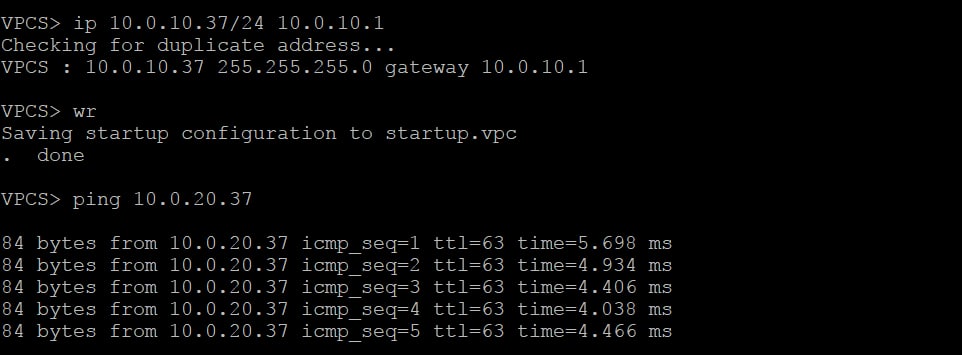 VPCS> ip 10.0.10.37/24 10.0.10.1
Checking for duplicate address...
VPCS : 10.0.10.37 255.255.255.0 gateway 10.0.10.1
VPCS> wr
Saving startup configuration to startup.vpc
.  done
VPCS> ping 10.0.20.37
84 bytes from 10.0.20.37 icmp_seq=1 ttl=63 time=5.698 ms
84 bytes from 10.0.20.37 icmp_seq=2 ttl=63 time=4.934 ms
84 bytes from 10.0.20.37 icmp_seq=3 ttl=63 time=4.406 ms
84 bytes from 10.0.20.37 icmp_seq=4 ttl=63 time=4.038 ms
84 bytes from 10.0.20.37 icmp_seq=5 ttl=63 time=4.466 ms